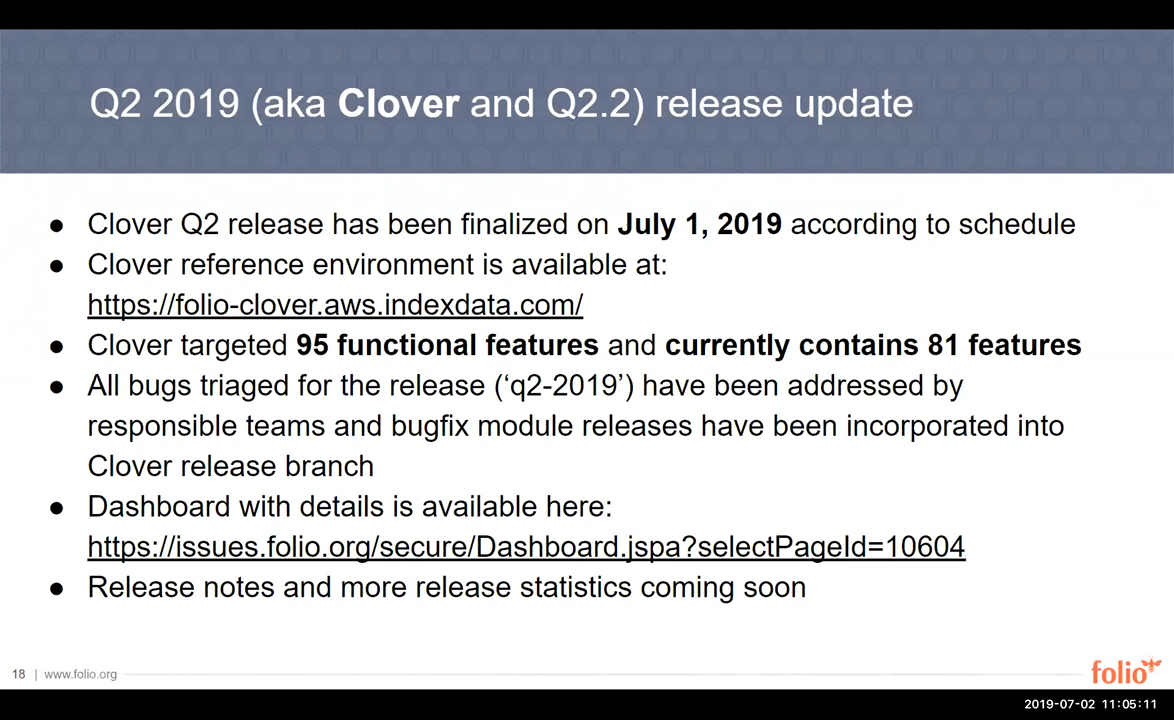 Q2 2019 (aka Clover and Q2.2) release update
● Clover Q2 release has been finalized on July 1, 2019 according to schedule
● Clover reference environment is available at:
https://folio-clover.aws.indexdata.com/
● Clover targeted 95 functional features and currently contains 81 features
● All bugs triaged for the release (‘q2-2019’) have been addressed by
responsible teams and bugfix module releases have been incorporated into
Clover release branch
● Dashboard with details is available here:
https://issues.folio.org/secure/Dashboard.jspa?selectPageId=10604
● Release notes and more release statistics coming soon
18 | www.folio.org
folio
2019-07-02 11:05:11